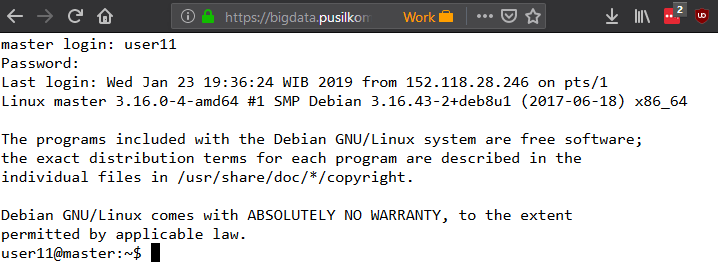 https://bigdata.pusilkom Work
2
master login: user11
Password:
Last login: Wed Jan 23 19:36:24 WIB 2019 from 152.118.28.246 on pts/1
Linux master 3.16.0-4-amd64 #1 SMP Debian 3.16.43-2+deb8u1 (2017-06-18) x86_64
The programs included with the Debian GNU/Linux system are free software;
the exact distribution terms for each program are described in the
individual files in /usr/share/doc/*/copyright.
Debian GNU/Linux comes with ABSOLUTELY NO WARRANTY, to the extent
permitted by applicable law.
user11@master:~$